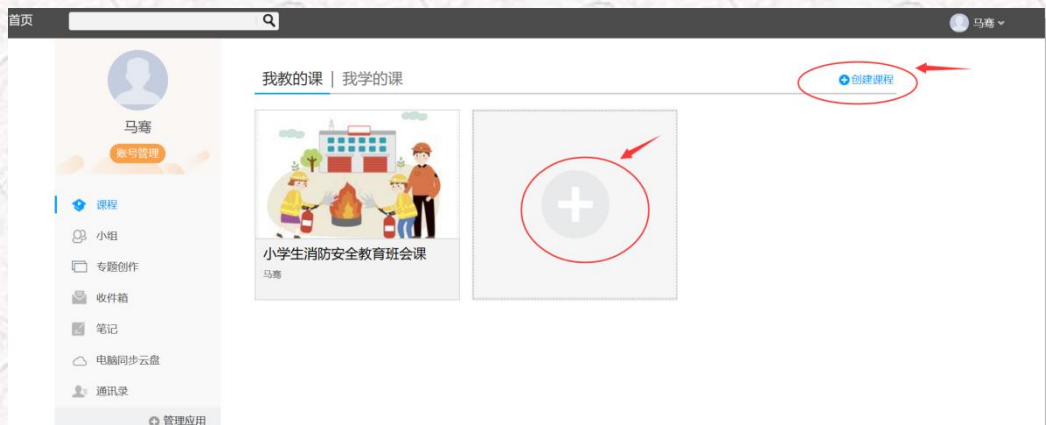 首页
马骞
马骞
账号管理
课程
小组
专题创作
收件箱
笔记
电脑同步云盘
通讯录
管理应用
我教的课 | 我学的课
创建课程
小学生消防安全教育班会课
马骞